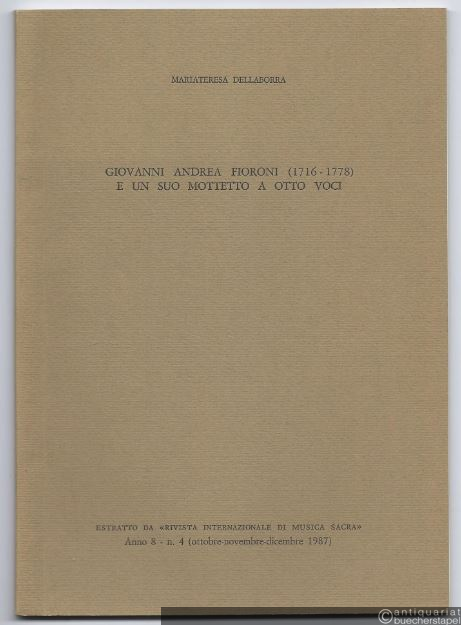 MARIATERESA DELLABORRA
GIOVANNI ANDREA FIORONI (1716-1778)
E UN SUO MOTTETTO A OTTO VOCI
ESTRATTO DA «RIVISTA INTERNAZIONALE DI MUSICA SACRA»
Anno 8 - n. 4 (ottobre-novembre-dicembre 1987)
antiquariat
buecherstapel